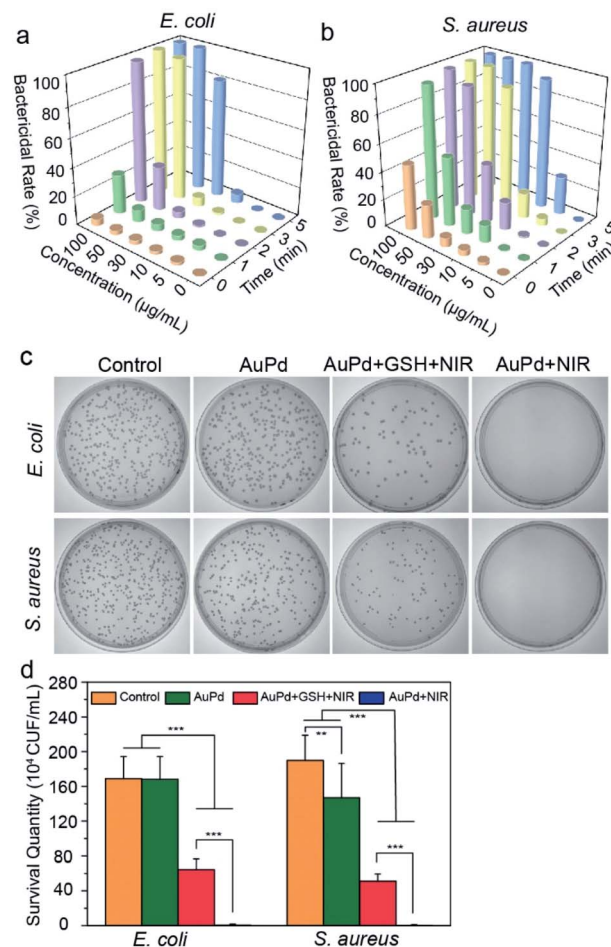 a
E. coli
Bactericidal Rate (%)
100
80
60
40
20
0
100
50
30
10
5
0
Concentration (μg/mL)
0
1
2
3
5
Time (min)
b
S. aureus
Bactericidal Rate (%)
100
80
60
40
20
0
100
50
30
10
5
0
Concentration (μg/mL)
0
1
2
3
5
Time (min)
c
Control AuPd AuPd+GSH+NIR AuPd+NIR
E. coli
S. aureus
d
Survival Quantity (10⁴ CUF/mL)
280
240
200
160
120
80
40
0
Control AuPd AuPd+GSH+NIR AuPd+NIR
***
***
***
**
***
E. coli S. aureus